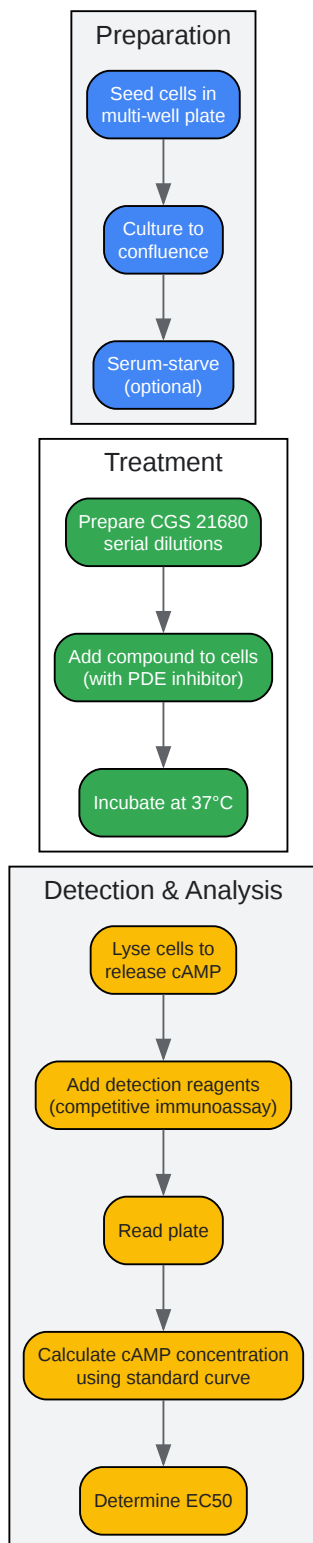 Preparation
Seed cells in
multi-well plate
Culture to
confluence
Serum-starve
(optional)
Treatment
Prepare CGS 21680
serial dilutions
Add compound to cells
(with PDE inhibitor)
Incubate at 37°C
Detection & Analysis
Lyse cells to
release cAMP
Add detection reagents
(competitive immunoassay)
Read plate
Calculate cAMP concentration
using standard curve
Determine EC50